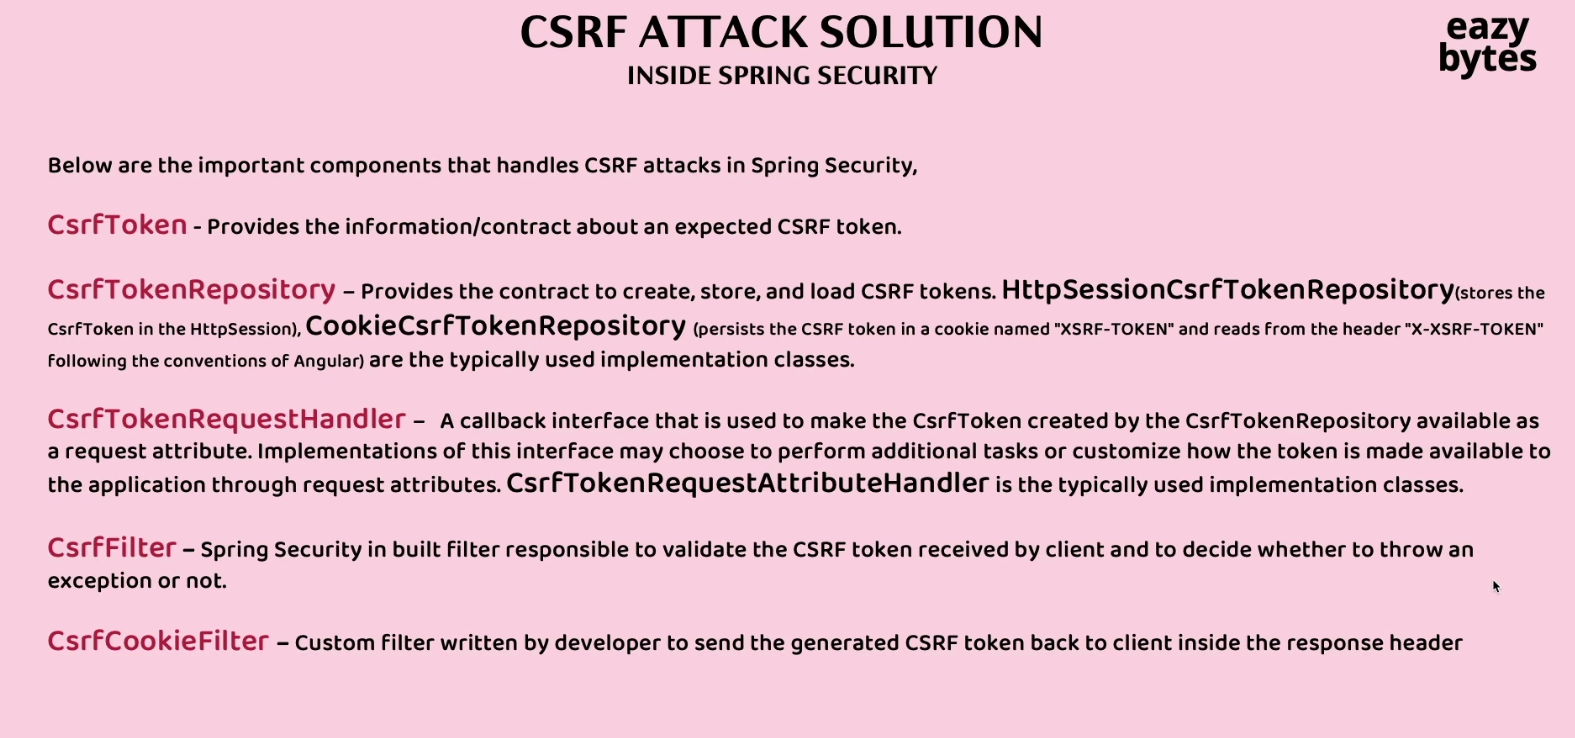 CSRF ATTACK SOLUTION
INSIDE SPRING SECURITY
eazy
bytes
Below are the important components that handles CSRF attacks in Spring Security,
CsrfToken - Provides the information/contract about an expected CSRF token.
CsrfTokenRepository – Provides the contract to create, store, and load CSRF tokens. HttpSessionCsrfTokenRepository(stores the
CsrfToken in the HttpSession), CookieCsrfTokenRepository (persists the CSRF token in a cookie named "XSRF-TOKEN" and reads from the header "X-XSRF-TOKEN"
following the conventions of Angular) are the typically used implementation classes.
CsrfTokenRequestHandler – A callback interface that is used to make the CsrfToken created by the CsrfTokenRepository available as
a request attribute. Implementations of this interface may choose to perform additional tasks or customize how the token is made available to
the application through request attributes. CsrfTokenRequestAttributeHandler is the typically used implementation classes.
CsrfFilter – Spring Security in built filter responsible to validate the CSRF token received by client and to decide whether to throw an
exception or not.
CsrfCookieFilter – Custom filter written by developer to send the generated CSRF token back to client inside the response header